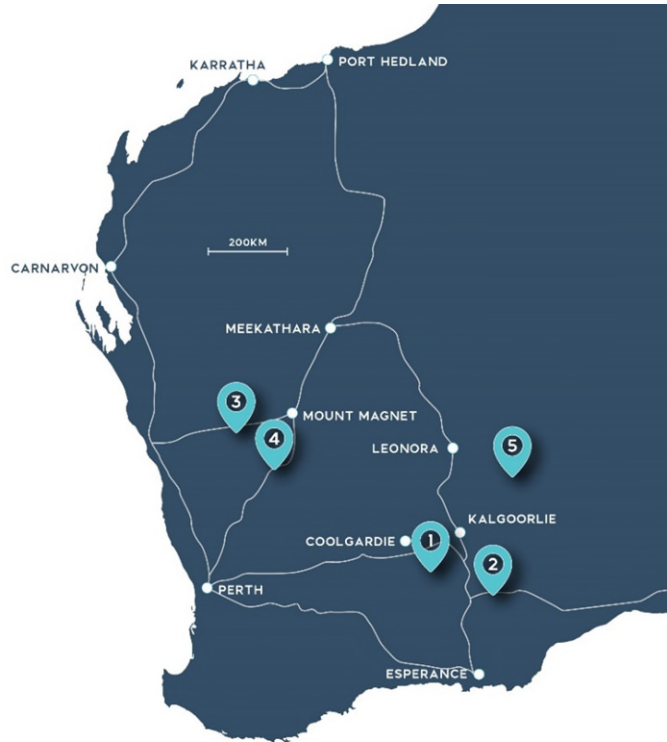 KARRATHA
PORT HEDLAND
200KM
CARNARVON
MEEKATHARA
3
MOUNT MAGNET
4
LEONORA
5
KALGOORLIE
COOLGARDIE
1
2
PERTH
ESPERANCE